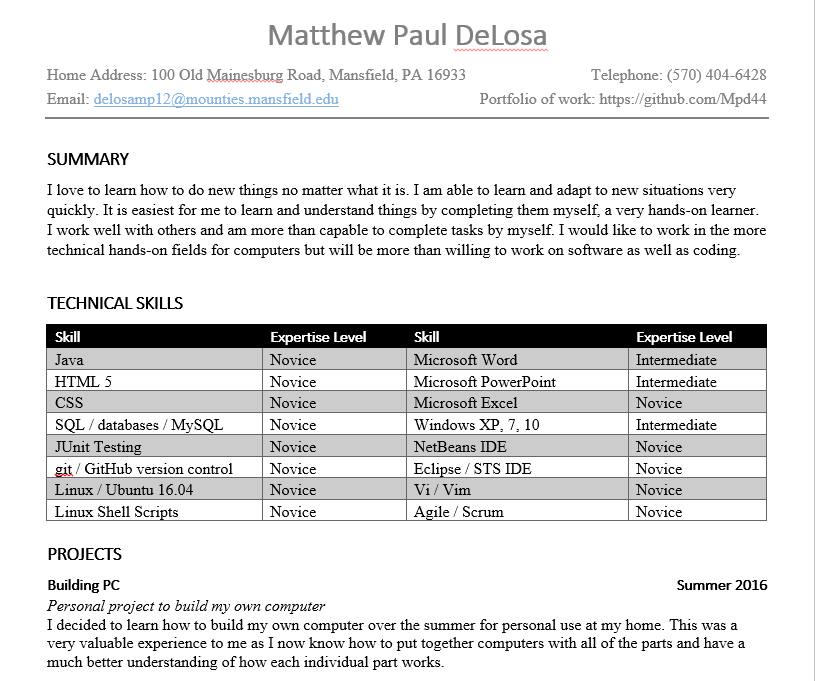 Matthew Paul DeLosa
Home Address: 100 Old Mainesburg Road, Mansfield, PA 16933 Telephone: (570) 404-6428
Email: delosamp12@mounties.mansfield.edu Portfolio of work: https://github.com/Mpd44
SUMMARY
I love to learn how to do new things no matter what it is. I am able to learn and adapt to new situations very
quickly. It is easiest for me to learn and understand things by completing them myself, a very hands-on learner.
I work well with others and am more than capable to complete tasks by myself. I would like to work in the more
technical hands-on fields for computers but will be more than willing to work on software as well as coding.
TECHNICAL SKILLS
Skill Expertise Level Skill Expertise Level
Java Novice Microsoft Word Intermediate
HTML 5 Novice Microsoft PowerPoint Intermediate
CSS Novice Microsoft Excel Novice
SQL / databases / MySQL Novice Windows XP, 7, 10 Intermediate
JUnit Testing Novice NetBeans IDE Novice
git / GitHub version control Novice Eclipse / STS IDE Novice
Linux / Ubuntu 16.04 Novice Vi / Vim Novice
Linux Shell Scripts Novice Agile / Scrum Novice
PROJECTS
Building PC Summer 2016
Personal project to build my own computer
I decided to learn how to build my own computer over the summer for personal use at my home. This was a
very valuable experience to me as I now know how to put together computers with all of the parts and have a
much better understanding of how each individual part works.